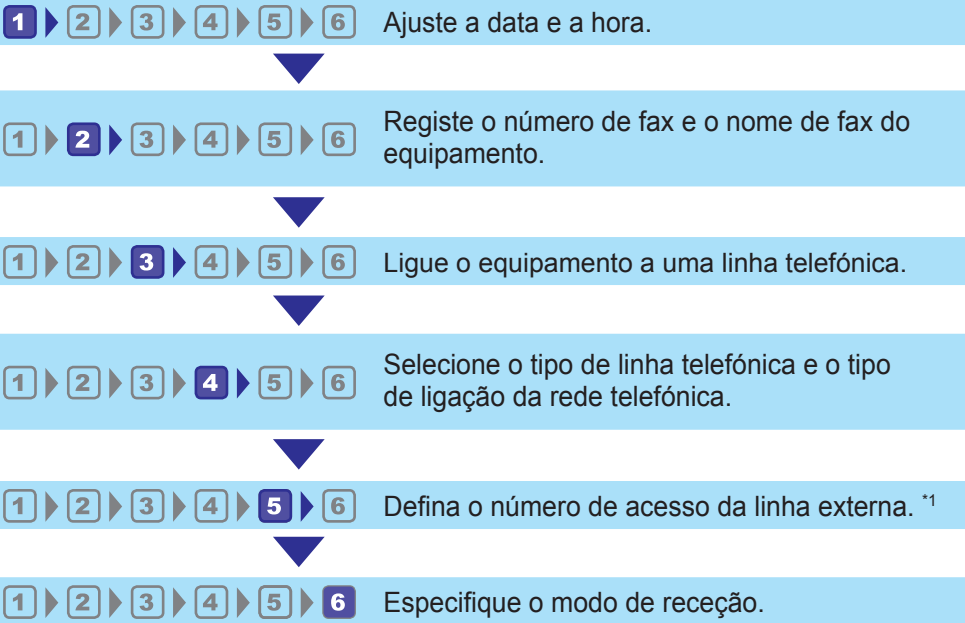 1 2 3 4 5 6 Ajuste a data e a hora.
1 2 3 4 5 6 Registe o número de fax e o nome de fax do
equipamento.
1 2 3 4 5 6 Ligue o equipamento a uma linha telefónica.
1 2 3 4 5 6 Selecione o tipo de linha telefónica e o tipo
de ligação da rede telefónica.
1 2 3 4 5 6 Defina o número de acesso da linha externa. *1
1 2 3 4 5 6 Especifique o modo de receção.